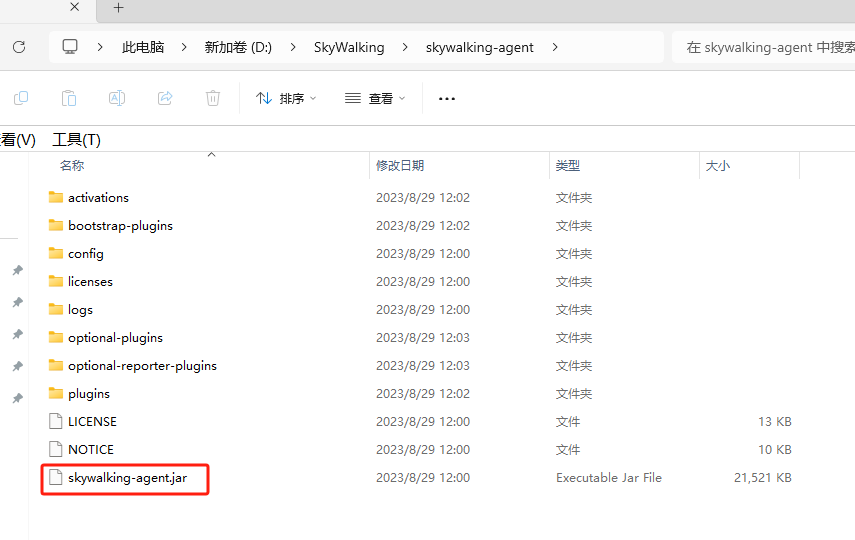 此电脑 新加卷 (D:) SkyWalking skywalking-agent 在 skywalking-agent 中搜索
排序 查看
看(V) 工具(T)
名称 修改日期 类型 大小
activations 2023/8/29 12:02 文件夹
bootstrap-plugins 2023/8/29 12:02 文件夹
config 2023/8/29 12:00 文件夹
licenses 2023/8/29 12:00 文件夹
logs 2023/8/29 12:00 文件夹
optional-plugins 2023/8/29 12:03 文件夹
optional-reporter-plugins 2023/8/29 12:03 文件夹
plugins 2023/8/29 12:02 文件夹
LICENSE 2023/8/29 12:00 文件 13 KB
NOTICE 2023/8/29 12:00 文件 10 KB
skywalking-agent.jar 2023/8/29 12:00 Executable Jar File 21,521 KB